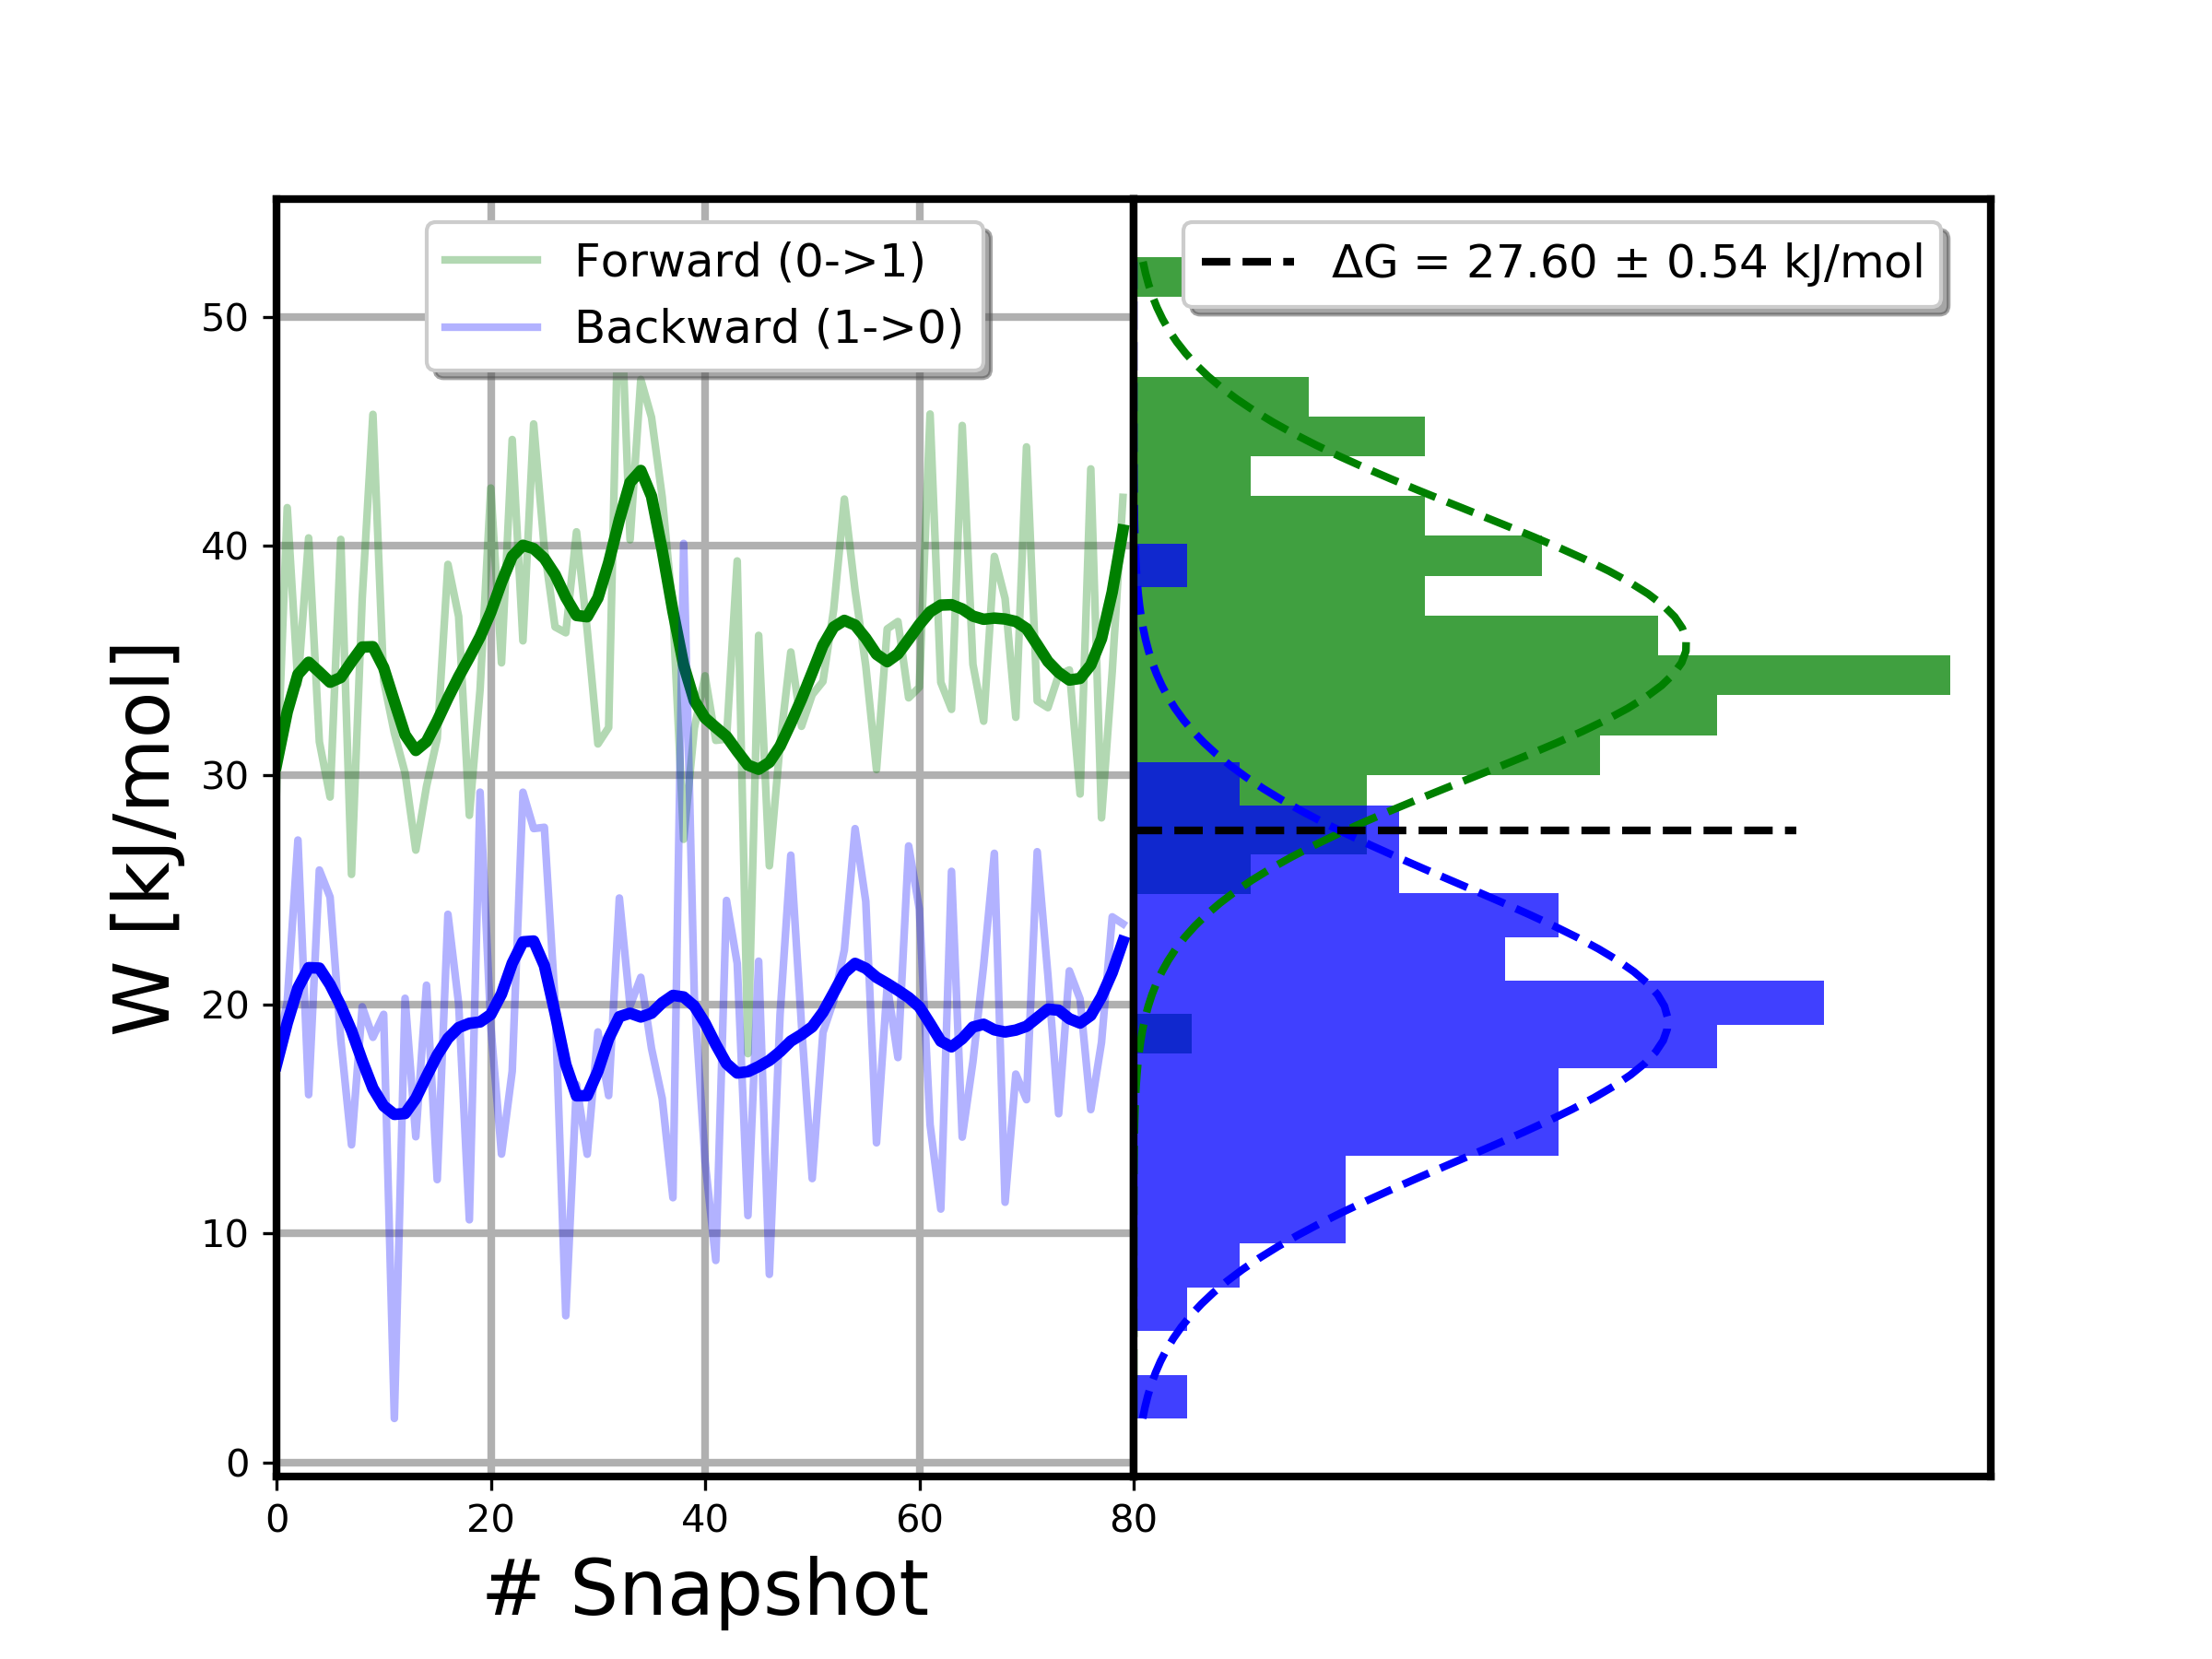 Forward (0->1)
Backward (1->0)
ΔG = 27.60 ± 0.54 kJ/mol
50
40
30
20
10
0
W [kJ/mol]
0 20 40 60 80
# Snapshot